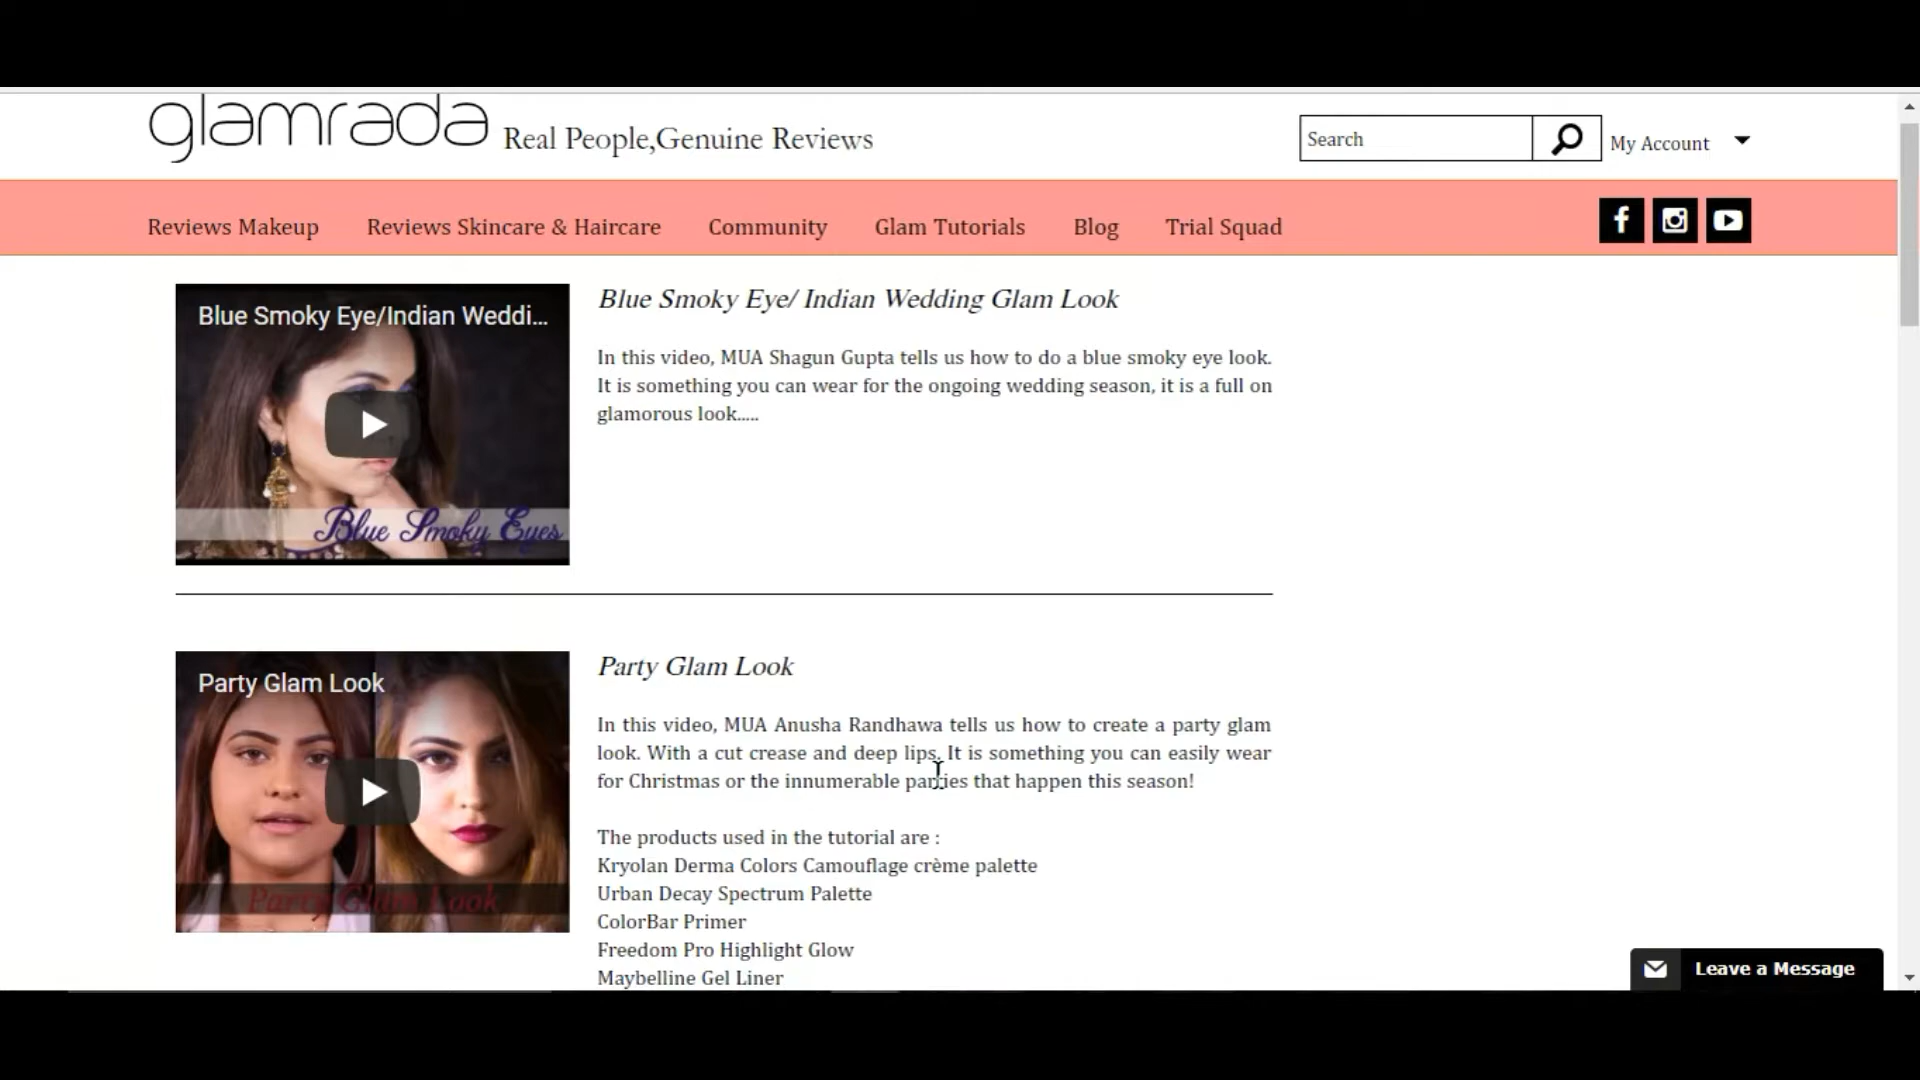 glamrada Real People,Genuine Reviews
Search
My Account
Reviews Makeup Reviews Skincare & Haircare Community Glam Tutorials Blog Trial Squad
Blue Smoky Eye/Indian Weddi...
Blue Smoky Eyes
Blue Smoky Eye/ Indian Wedding Glam Look
In this video, MUA Shagun Gupta tells us how to do a blue smoky eye look.
It is something you can wear for the ongoing wedding season, it is a full on
glamorous look.....
Party Glam Look
Party Glam Look
Party Glam Look
In this video, MUA Anusha Randhawa tells us how to create a party glam
look. With a cut crease and deep lips. It is something you can easily wear
for Christmas or the innumerable parties that happen this season!
The products used in the tutorial are :
Kryolan Derma Colors Camouflage crème palette
Urban Decay Spectrum Palette
ColorBar Primer
Freedom Pro Highlight Glow
Maybelline Gel Liner
Leave a Message